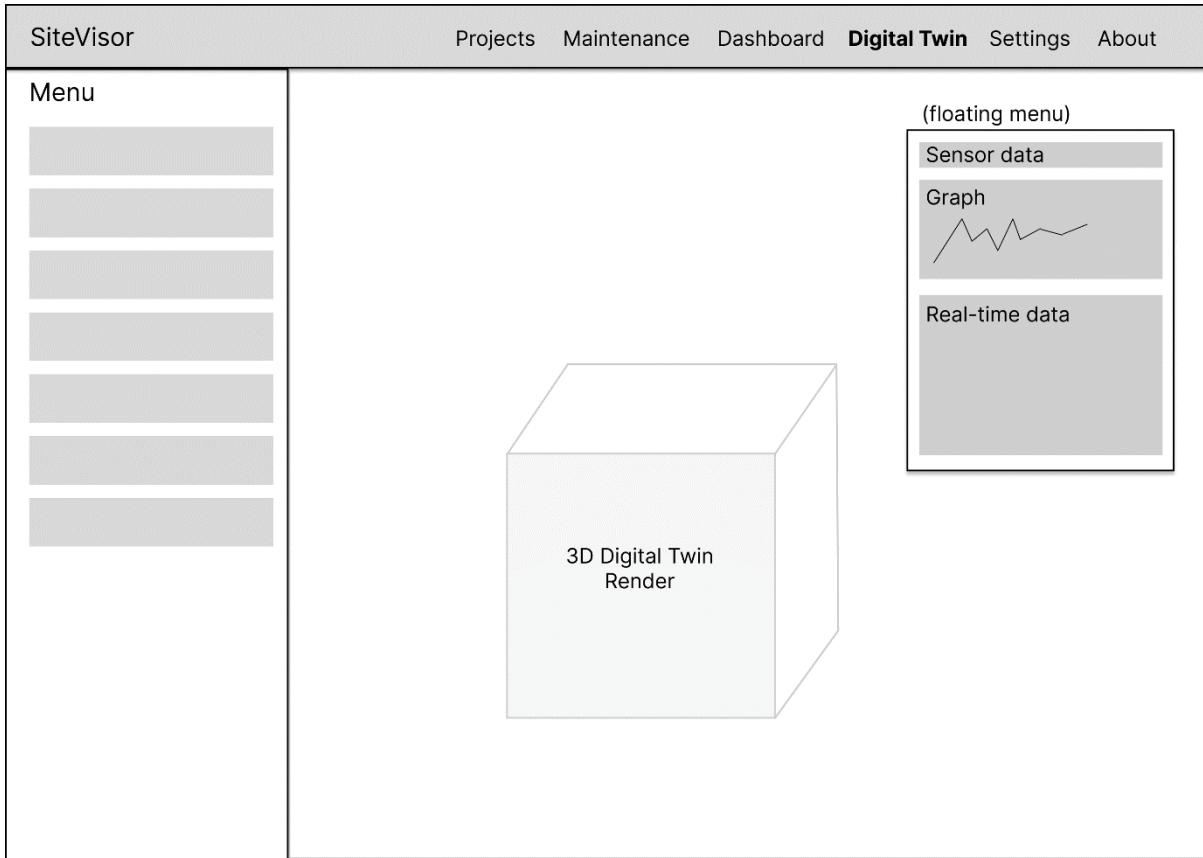 SiteVisor
Projects Maintenance Dashboard Digital Twin Settings About
Menu
(floating menu)
Sensor data
Graph
Real-time data
3D Digital Twin
Render